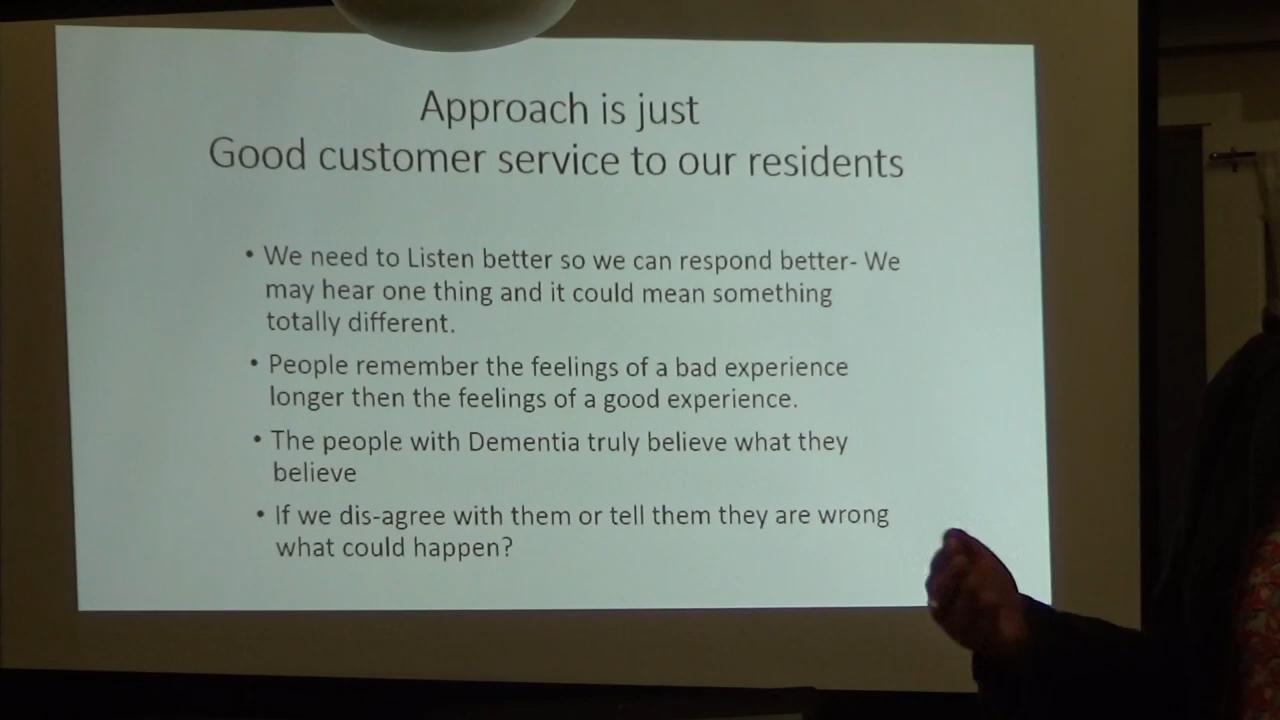 Approach is just
Good customer service to our residents
• We need to Listen better so we can respond better- We
may hear one thing and it could mean something
totally different.
• People remember the feelings of a bad experience
longer then the feelings of a good experience.
• The people with Dementia truly believe what they
believe
• If we dis-agree with them or tell them they are wrong
what could happen?